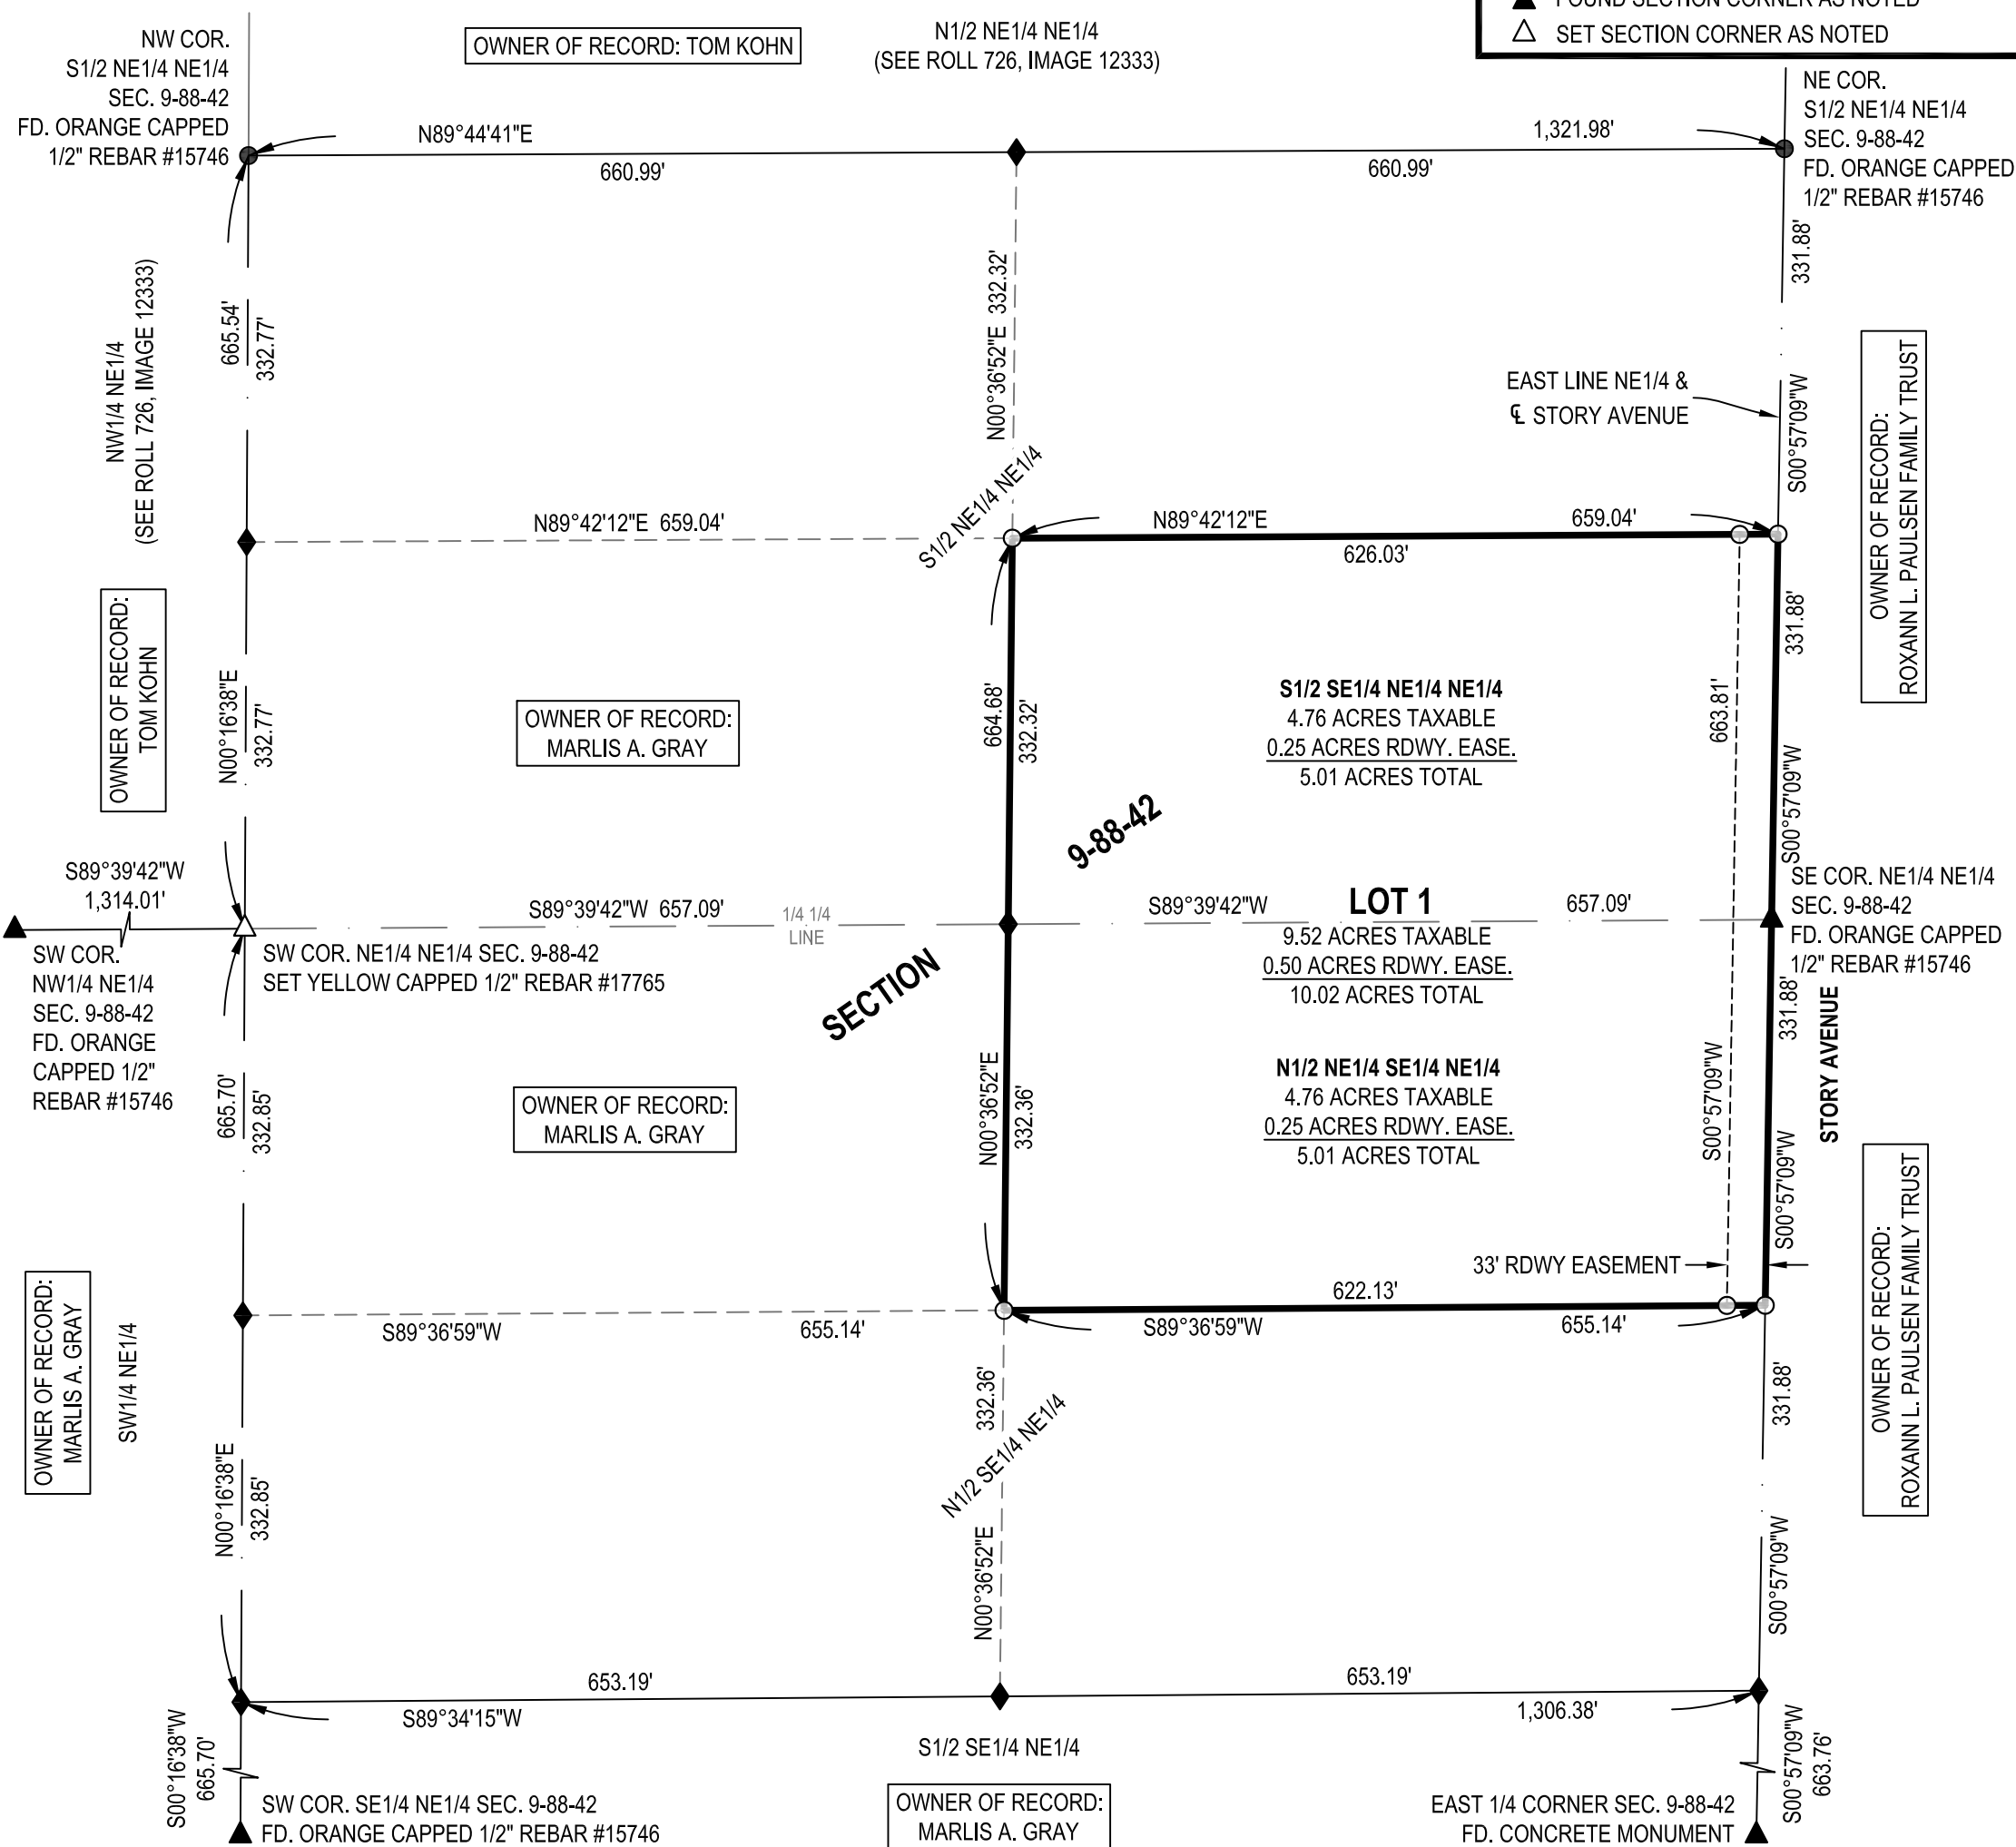 FOUND SECTION CORNER AS NOTED
SET SECTION CORNER AS NOTED
NW COR.
S1/2 NE1/4 NE1/4
SEC. 9-88-42
FD. ORANGE CAPPED
1/2" REBAR #15746
OWNER OF RECORD: TOM KOHN
N1/2 NE1/4 NE1/4
(SEE ROLL 726, IMAGE 12333)
NE COR.
S1/2 NE1/4 NE1/4
SEC. 9-88-42
FD. ORANGE CAPPED
1/2" REBAR #15746
N89°44'41"E
1,321.98'
660.99'
660.99'
331.88'
N00°36'52"E 332.32'
NW1/4 NE1/4
(SEE ROLL 726, IMAGE 12333)
665.54'
332.77'
EAST LINE NE1/4 &
℄ STORY AVENUE
S00°57'09"W
OWNER OF RECORD:
ROXANN L. PAULSEN FAMILY TRUST
S1/2 NE1/4 NE1/4
N89°42'12"E 659.04'
N89°42'12"E
659.04'
626.03'
OWNER OF RECORD:
TOM KOHN
N00°16'38"E
332.77'
OWNER OF RECORD:
MARLIS A. GRAY
664.68'
332.32'
S1/2 SE1/4 NE1/4 NE1/4
4.76 ACRES TAXABLE
0.25 ACRES RDWY. EASE.
5.01 ACRES TOTAL
663.81'
331.88'
S00°57'09"W
SECTION 9-88-42
S89°39'42"W
1,314.01'
S89°39'42"W 657.09'
1/4 1/4
LINE
S89°39'42"W
657.09'
LOT 1
9.52 ACRES TAXABLE
0.50 ACRES RDWY. EASE.
10.02 ACRES TOTAL
SE COR. NE1/4 NE1/4
SEC. 9-88-42
FD. ORANGE CAPPED
1/2" REBAR #15746
SW COR.
NW1/4 NE1/4
SEC. 9-88-42
FD. ORANGE
CAPPED 1/2"
REBAR #15746
SW COR. NE1/4 NE1/4 SEC. 9-88-42
SET YELLOW CAPPED 1/2" REBAR #17765
331.88'
STORY AVENUE
665.70'
332.85'
OWNER OF RECORD:
MARLIS A. GRAY
N00°36'52"E
332.36'
N1/2 NE1/4 SE1/4 NE1/4
4.76 ACRES TAXABLE
0.25 ACRES RDWY. EASE.
5.01 ACRES TOTAL
S00°57'09"W
S00°57'09"W
33' RDWY EASEMENT
622.13'
S89°36'59"W
655.14'
S89°36'59"W
655.14'
OWNER OF RECORD:
MARLIS A. GRAY
SW1/4 NE1/4
OWNER OF RECORD:
ROXANN L. PAULSEN FAMILY TRUST
332.36'
N1/2 SE1/4 NE1/4
331.88'
N00°16'38"E
332.85'
N00°36'52"E
S00°57'09"W
653.19'
653.19'
S89°34'15"W
1,306.38'
S1/2 SE1/4 NE1/4
S00°16'38"W
665.70'
S00°57'09"W
663.76'
SW COR. SE1/4 NE1/4 SEC. 9-88-42
FD. ORANGE CAPPED 1/2" REBAR #15746
OWNER OF RECORD:
MARLIS A. GRAY
EAST 1/4 CORNER SEC. 9-88-42
FD. CONCRETE MONUMENT